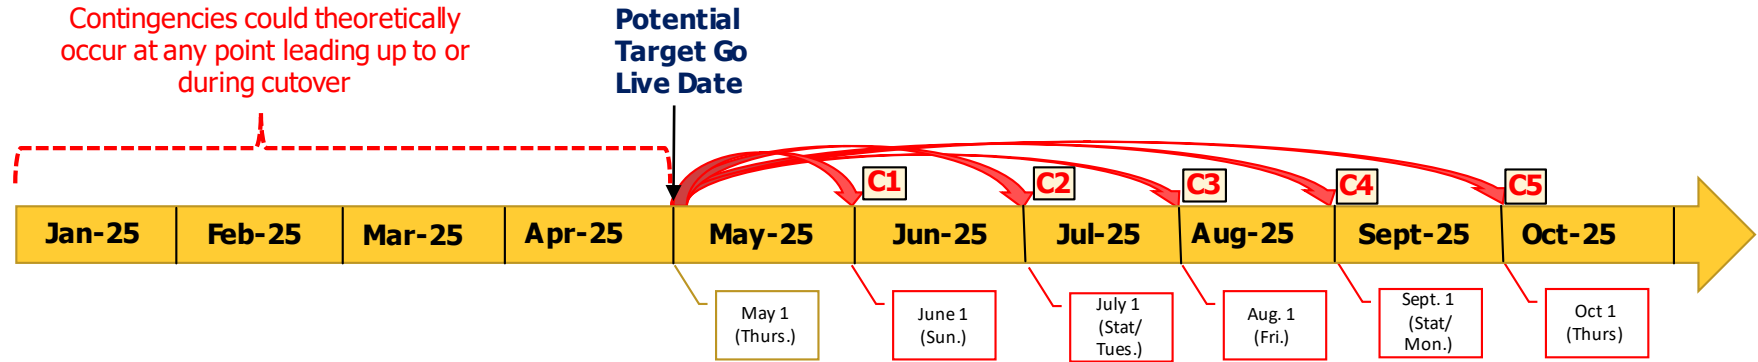 Contingencies could theoretically
occur at any point leading up to or
during cutover
Potential
Target Go
Live Date
C1
C2
C3
C4
C5
Jan-25
Feb-25
Mar-25
Apr-25
May-25
Jun-25
Jul-25
Aug-25
Sept-25
Oct-25
May 1
(Thurs.)
June 1
(Sun.)
July 1
(Stat/
Tues.)
Aug. 1
(Fri.)
Sept. 1
(Stat/
Mon.)
Oct 1
(Thurs)